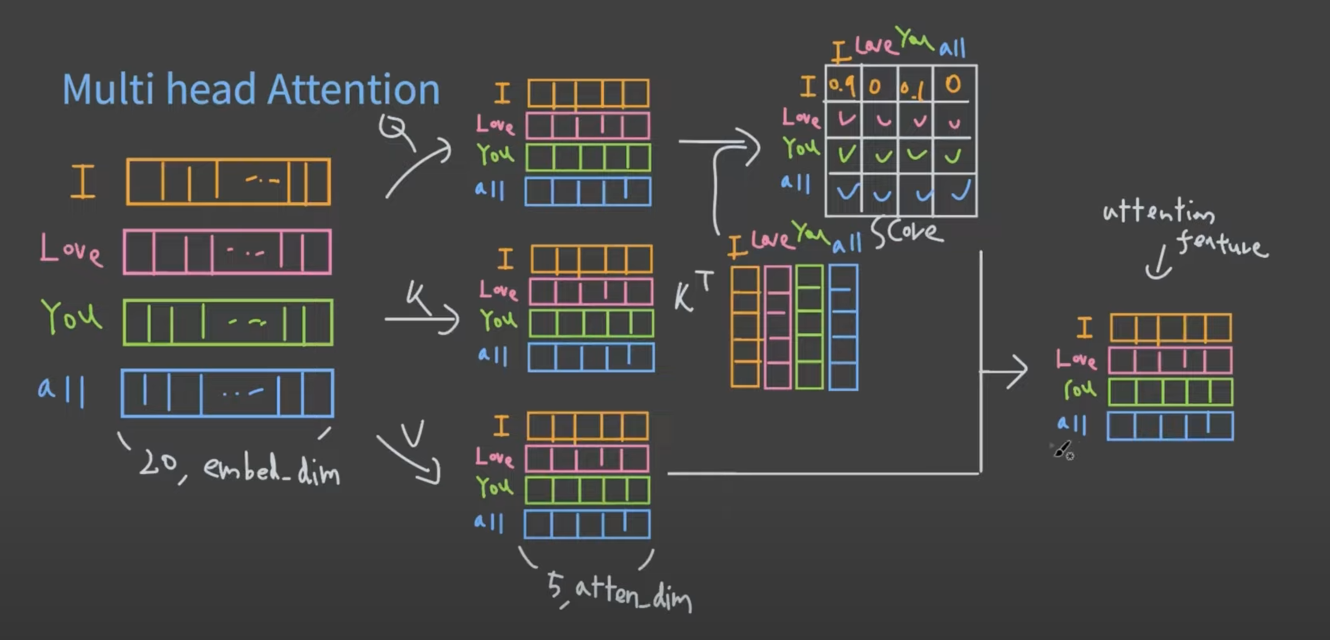 Multi head Attention
I
Love
You
all
20, embed_dim
Q
K
V
I
Love
You
all
I
Love
You
all
I
Love
You
all
5, atten_dim
I Love You all
I 0.9 0 0.1 0
Love
You
all
Score
K^T
I Love You all
attention
feature
I
Love
You
all